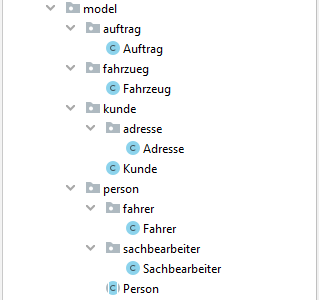 model
auftrag
Auftrag
fahrzueg
Fahrzeug
kunde
adresse
Adresse
Kunde
person
fahrer
Fahrer
sachbearbeiter
Sachbearbeiter
Person